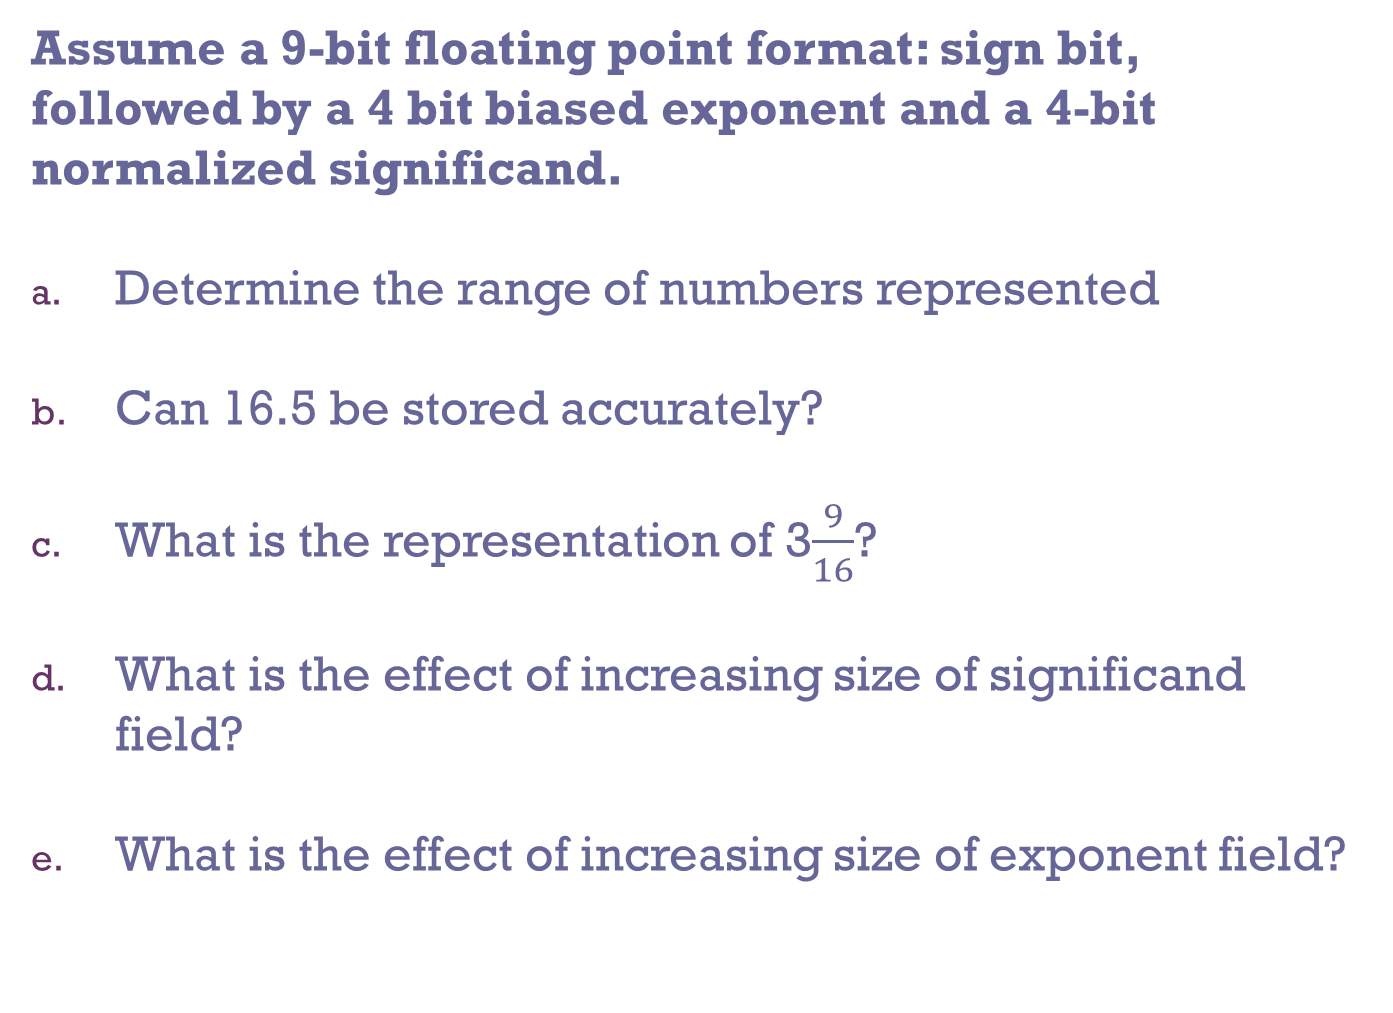 Assume a 9-bit floating point format: sign bit,
followed by a 4 bit biased exponent and a 4-bit
normalized significand.
a. Determine the range of numbers represented
b. Can 16.5 be stored accurately?
c. What is the representation of 3 9/16?
d. What is the effect of increasing size of significand
field?
e. What is the effect of increasing size of exponent field?